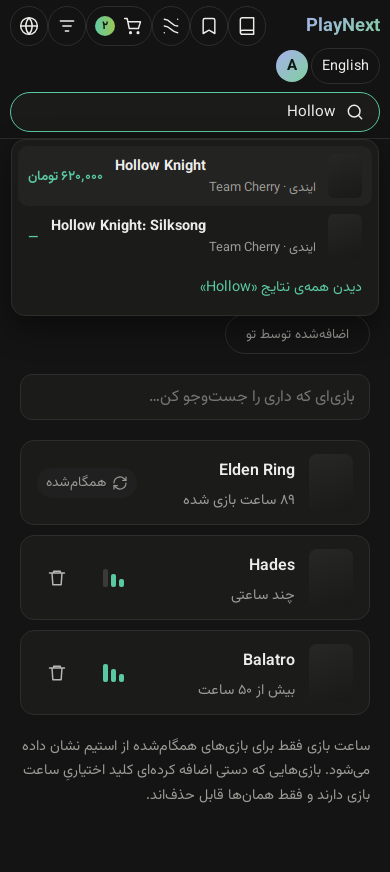 PlayNext
۲
English
A
Hollow
Hollow Knight
۶۲۰,۰۰۰ تومان
ایندی · Team Cherry
Hollow Knight: Silksong
—
ایندی · Team Cherry
دیدن همه‌ی نتایج «Hollow»
اضافه‌شده توسط تو
بازی‌ای که داری را جست‌وجو کن…
Elden Ring
۸۹ ساعت بازی شده
همگام‌شده
Hades
چند ساعتی
Balatro
بیش از ۵۰ ساعت
ساعت بازی فقط برای بازی‌های همگام‌شده از استیم نشان داده
می‌شود. بازی‌هایی که دستی اضافه کرده‌ای کلید اختیاریِ ساعت
بازی دارند و فقط همان‌ها قابل حذف‌اند.